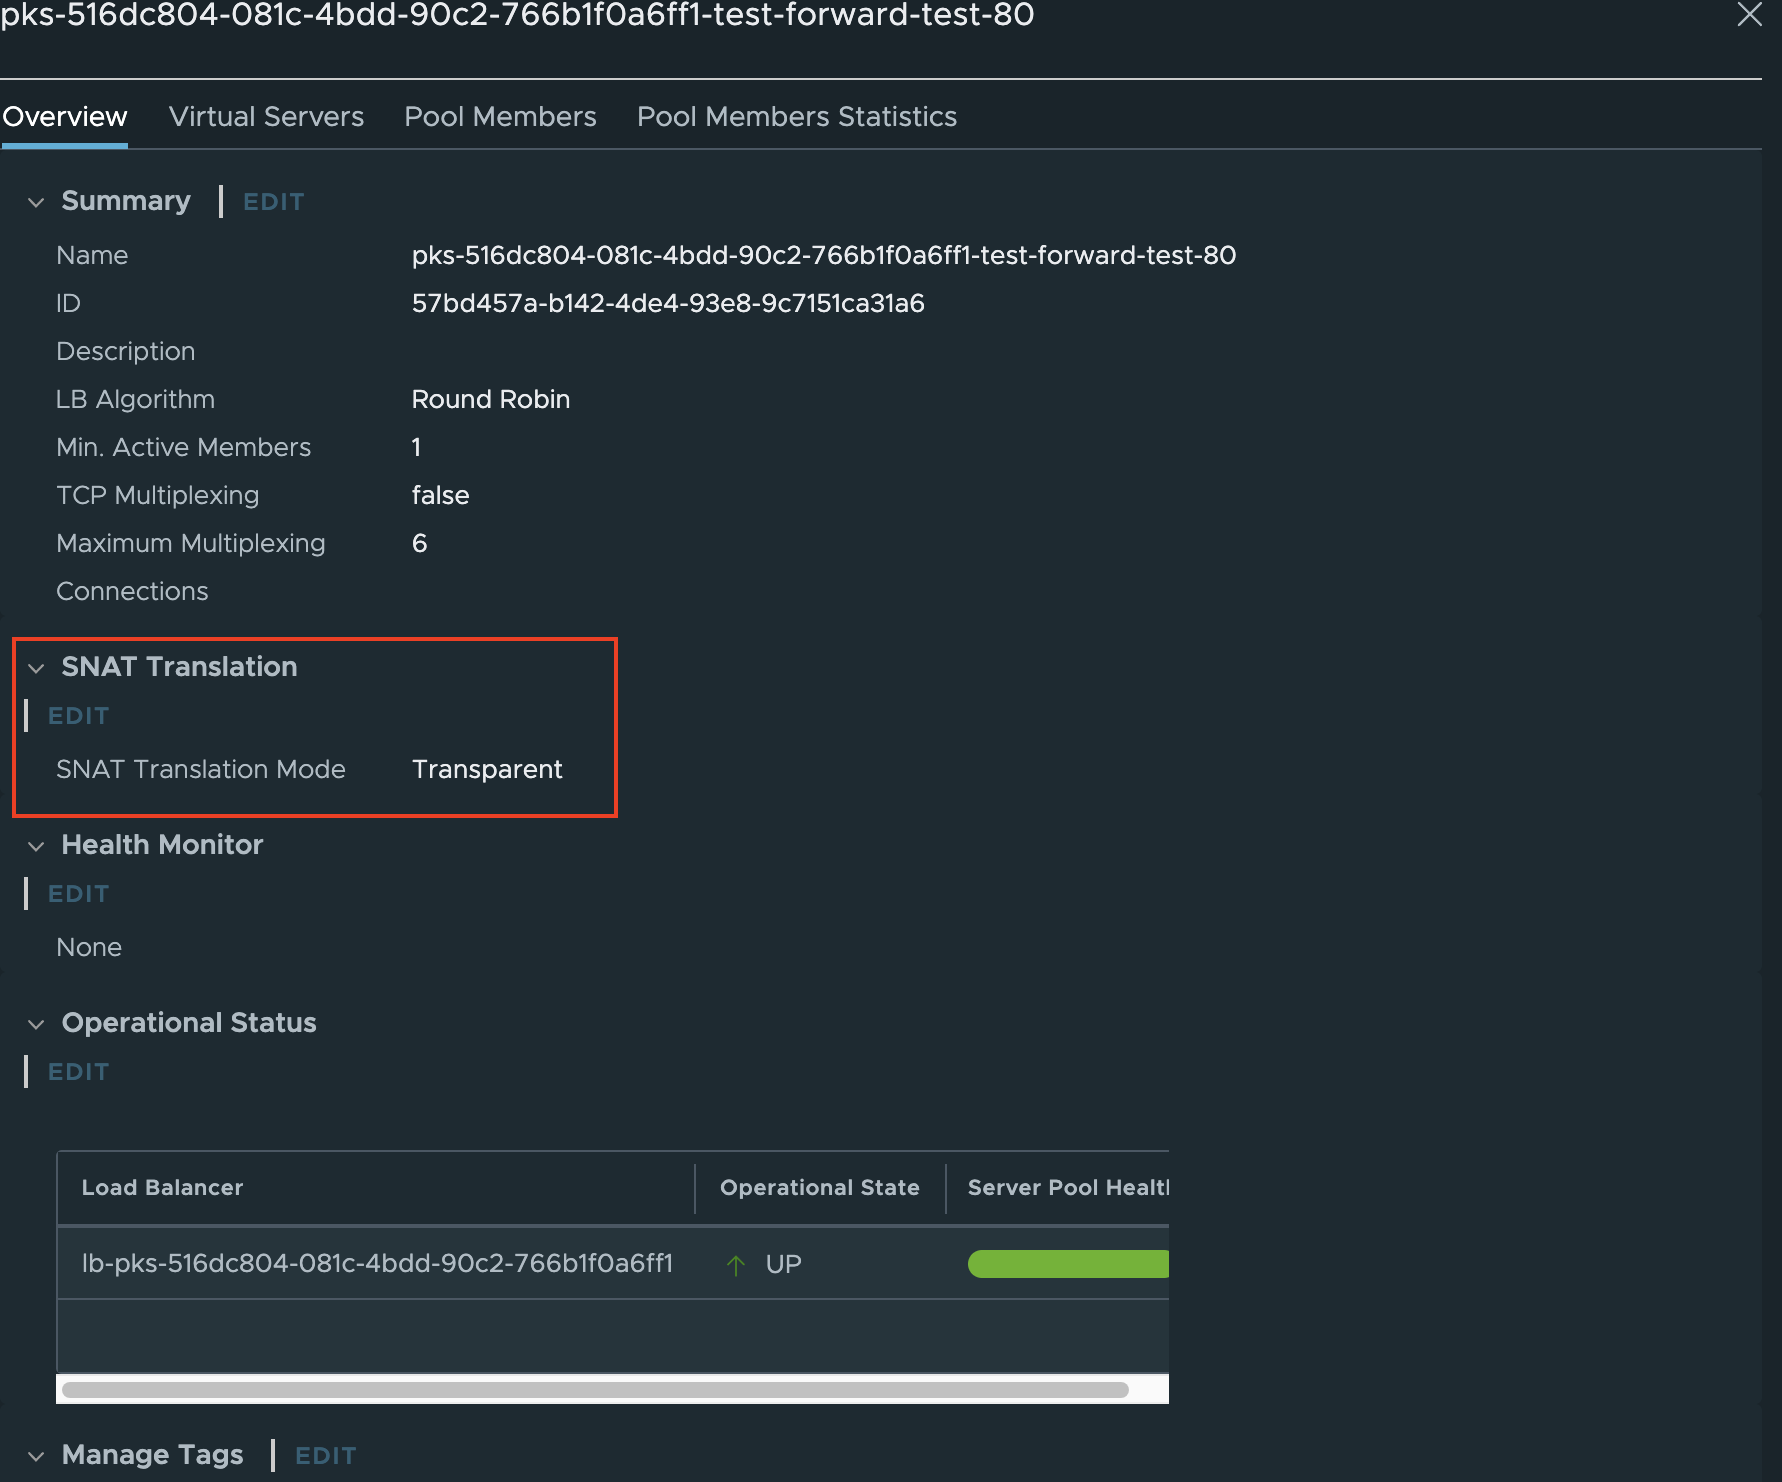 pks-516dc804-081c-4bdd-90c2-766b1f0a6ff1-test-forward-test-80
Overview Virtual Servers Pool Members Pool Members Statistics
Summary EDIT
Name pks-516dc804-081c-4bdd-90c2-766b1f0a6ff1-test-forward-test-80
ID 57bd457a-b142-4de4-93e8-9c7151ca31a6
Description
LB Algorithm Round Robin
Min. Active Members 1
TCP Multiplexing false
Maximum Multiplexing 6
Connections
SNAT Translation
EDIT
SNAT Translation Mode Transparent
Health Monitor
EDIT
None
Operational Status
EDIT
Load Balancer Operational State Server Pool Health
lb-pks-516dc804-081c-4bdd-90c2-766b1f0a6ff1 UP
Manage Tags EDIT